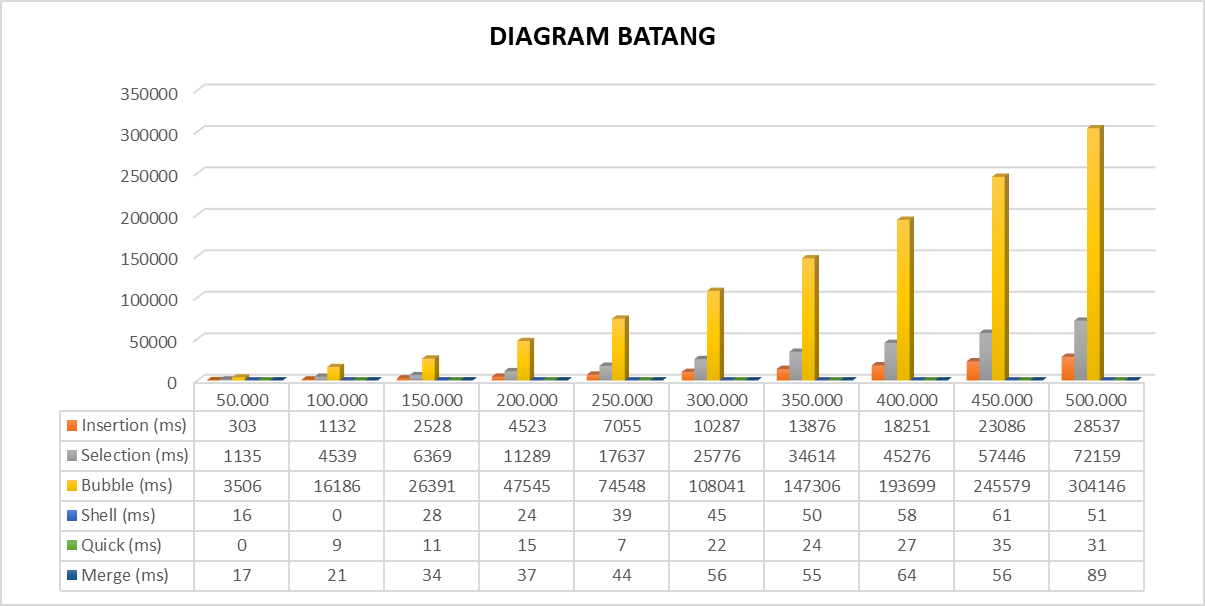 DIAGRAM BATANG
350000
300000
250000
200000
150000
100000
50000
0
50.000 100.000 150.000 200.000 250.000 300.000 350.000 400.000 450.000 500.000
Insertion (ms) 303 1132 2528 4523 7055 10287 13876 18251 23086 28537
Selection (ms) 1135 4539 6369 11289 17637 25776 34614 45276 57446 72159
Bubble (ms) 3506 16186 26391 47545 74548 108041 147306 193699 245579 304146
Shell (ms) 16 0 28 24 39 45 50 58 61 51
Quick (ms) 0 9 11 15 7 22 24 27 35 31
Merge (ms) 17 21 34 37 44 56 55 64 56 89